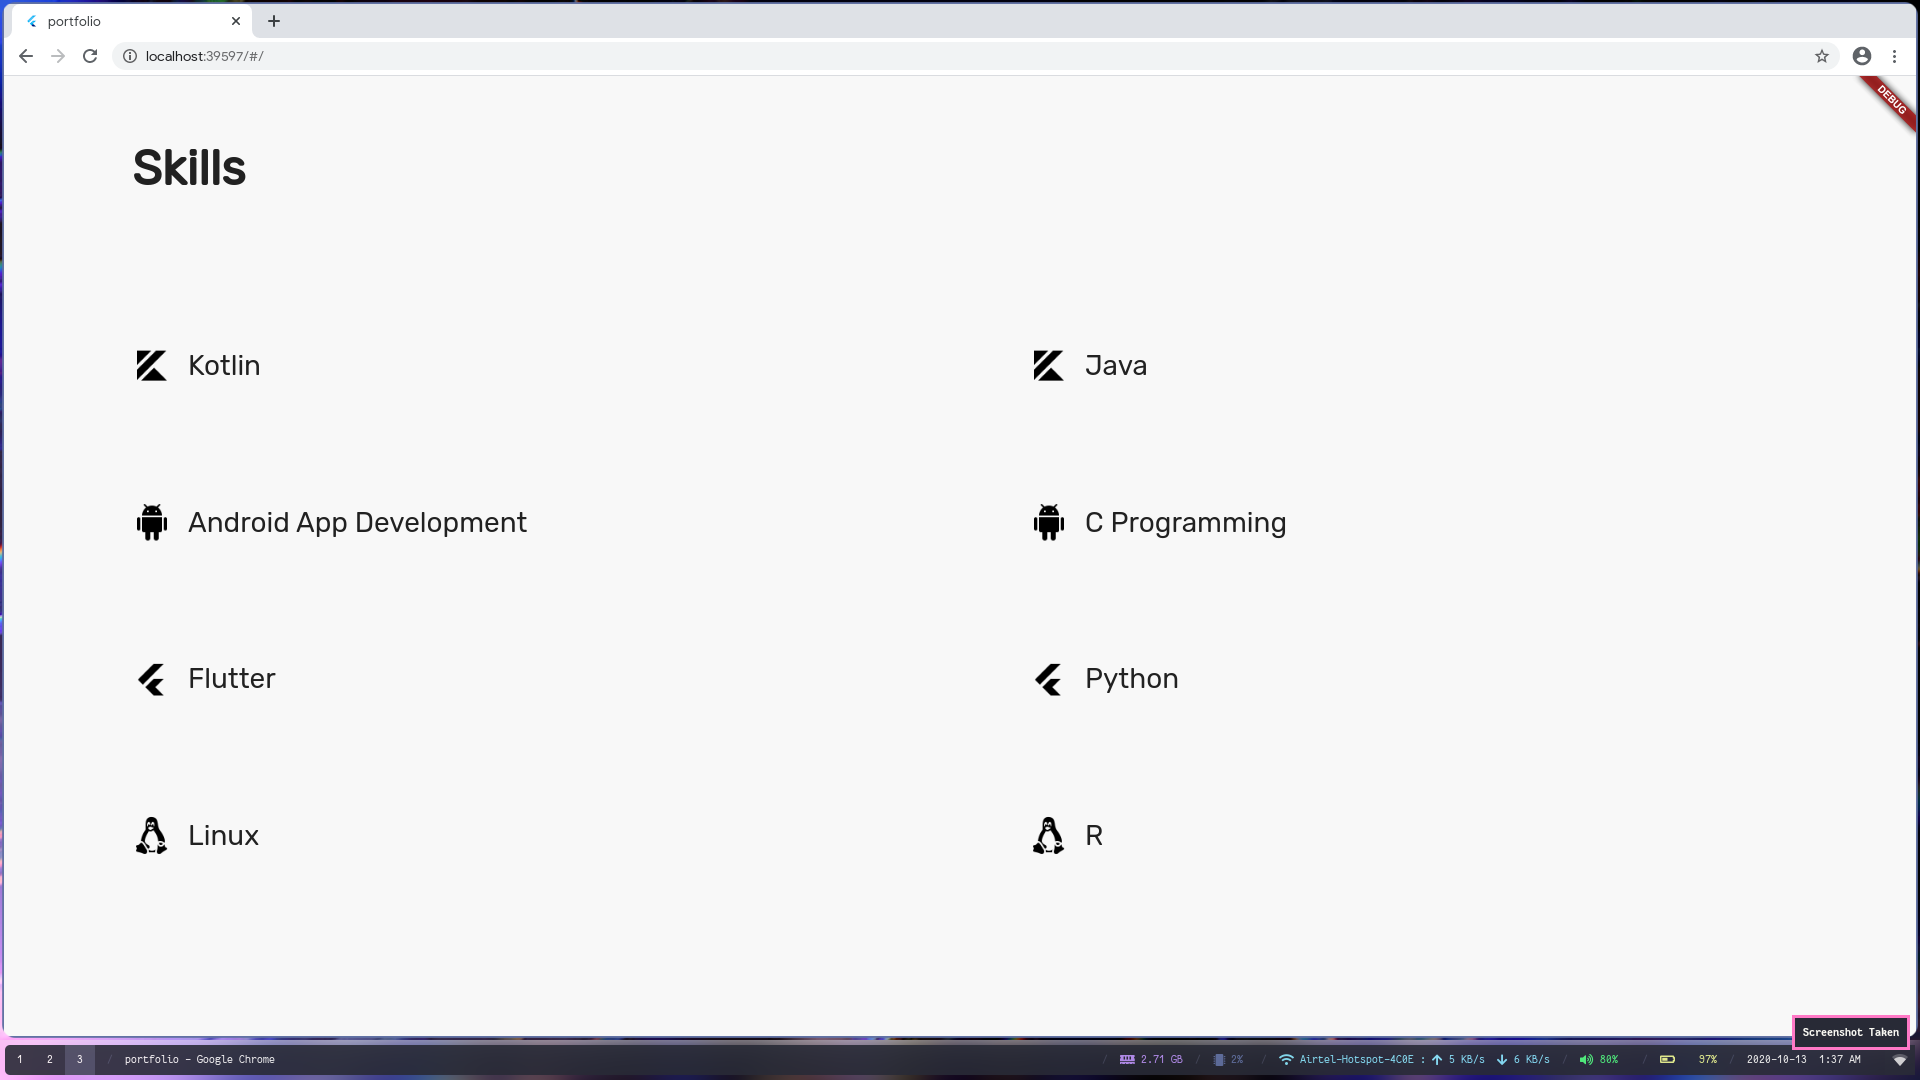 portfolio
localhost:39597/#/
DEBUG
Skills
Kotlin
Java
Android App Development
C Programming
Flutter
Python
Linux
R
Screenshot Taken
1 2 3 / portfolio - Google Chrome / 2.71 GB / 2% / Airtel-Hotspot-4C0E : 5 KB/s 6 KB/s / 80% / 97% / 2020-10-13 1:37 AM